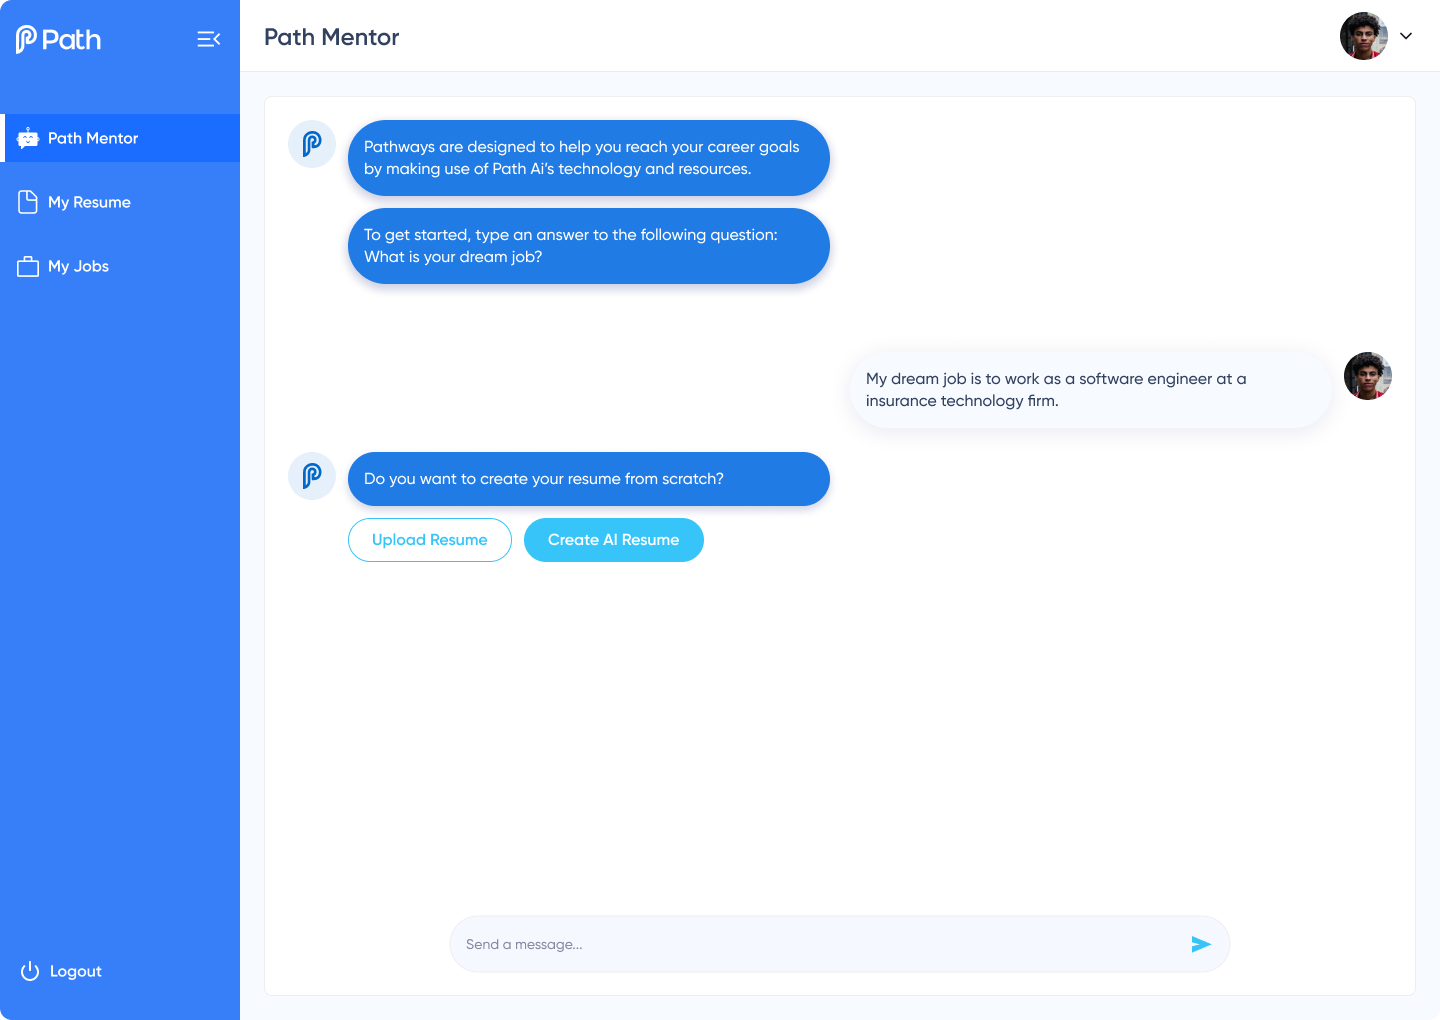 Path
Path Mentor
My Resume
My Jobs
Logout
Path Mentor
Pathways are designed to help you reach your career goals
by making use of Path Ai’s technology and resources.
To get started, type an answer to the following question:
What is your dream job?
My dream job is to work as a software engineer at a
insurance technology firm.
Do you want to create your resume from scratch?
Upload Resume
Create AI Resume
Send a message...